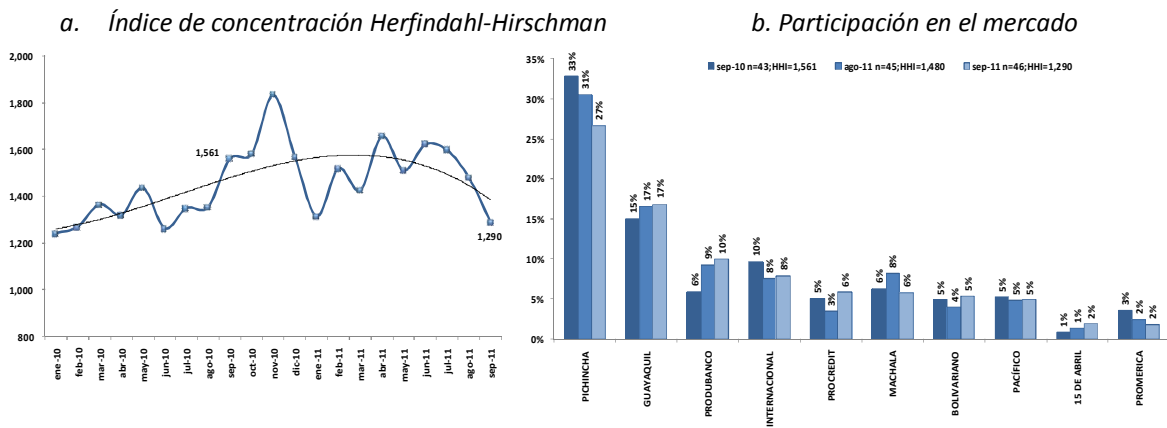 a. Índice de concentración Herfindahl-Hirschman
2,000
1,800
1,600
1,400
1,200
1,000
800
1,561
1,290
ene-10
feb-10
mar-10
abr-10
may-10
jun-10
jul-10
ago-10
sep-10
oct-10
nov-10
dic-10
ene-11
feb-11
mar-11
abr-11
may-11
jun-11
jul-11
ago-11
sep-11
b. Participación en el mercado
sep-10 n=43;HHI=1,561 ago-11 n=45;HHI=1,480 sep-11 n=46;HHI=1,290
35%
30%
25%
20%
15%
10%
5%
0%
33% 31% 27%
15% 17% 17%
6% 9% 10%
10% 8% 8%
5% 3% 6%
6% 8% 6%
5% 4% 5%
5% 5% 5%
1% 1% 2%
3% 2% 2%
PICHINCHA
GUAYAQUIL
PRODUBANCO
INTERNACIONAL
PROCREDIT
MACHALA
BOLIVARIANO
PACÍFICO
15 DE ABRIL
PROMERICA